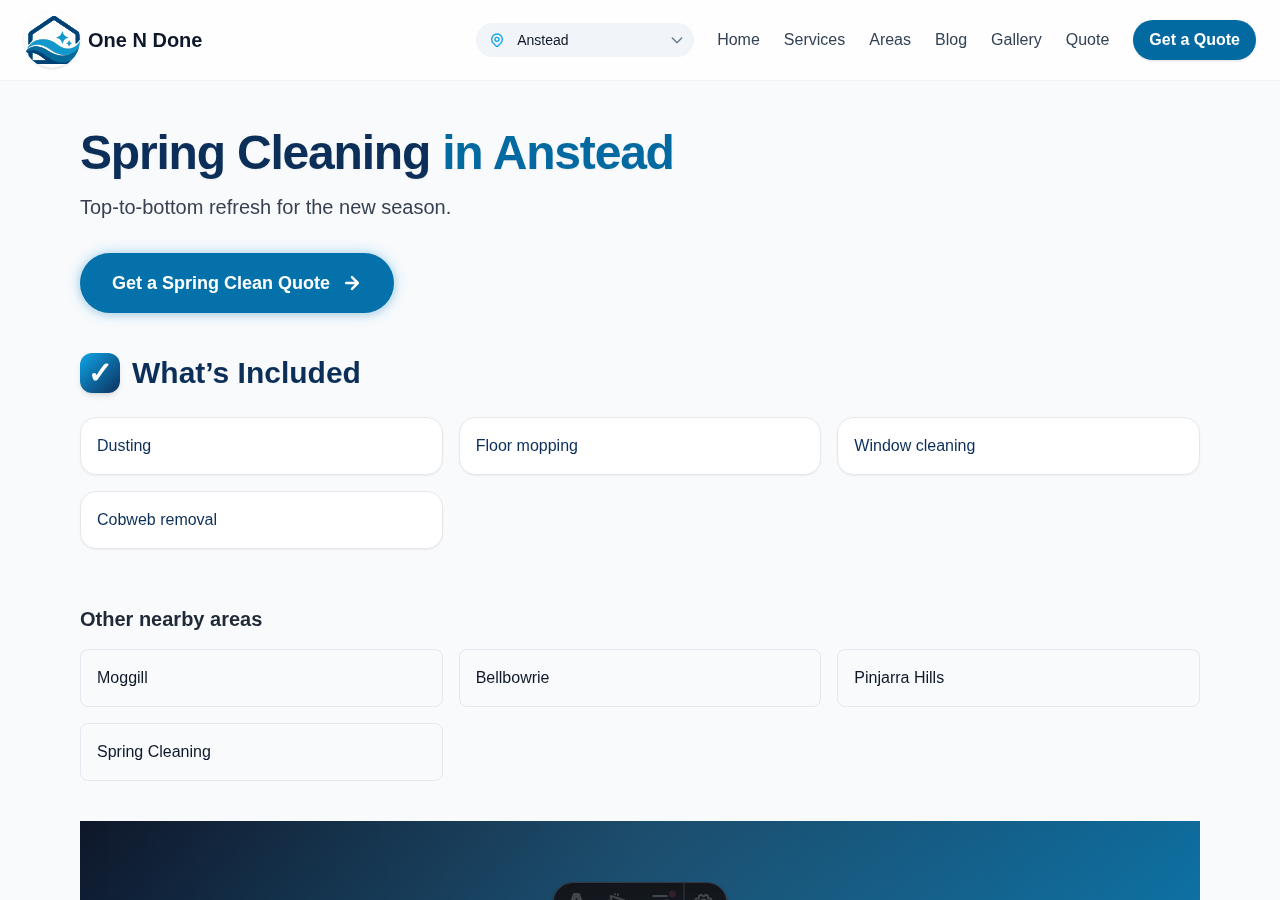 One N Done
Anstead
Home
Services
Areas
Blog
Gallery
Quote
Get a Quote
Spring Cleaning in Anstead
Top-to-bottom refresh for the new season.
Get a Spring Clean Quote
What’s Included
Dusting
Floor mopping
Window cleaning
Cobweb removal
Other nearby areas
Moggill
Bellbowrie
Pinjarra Hills
Spring Cleaning